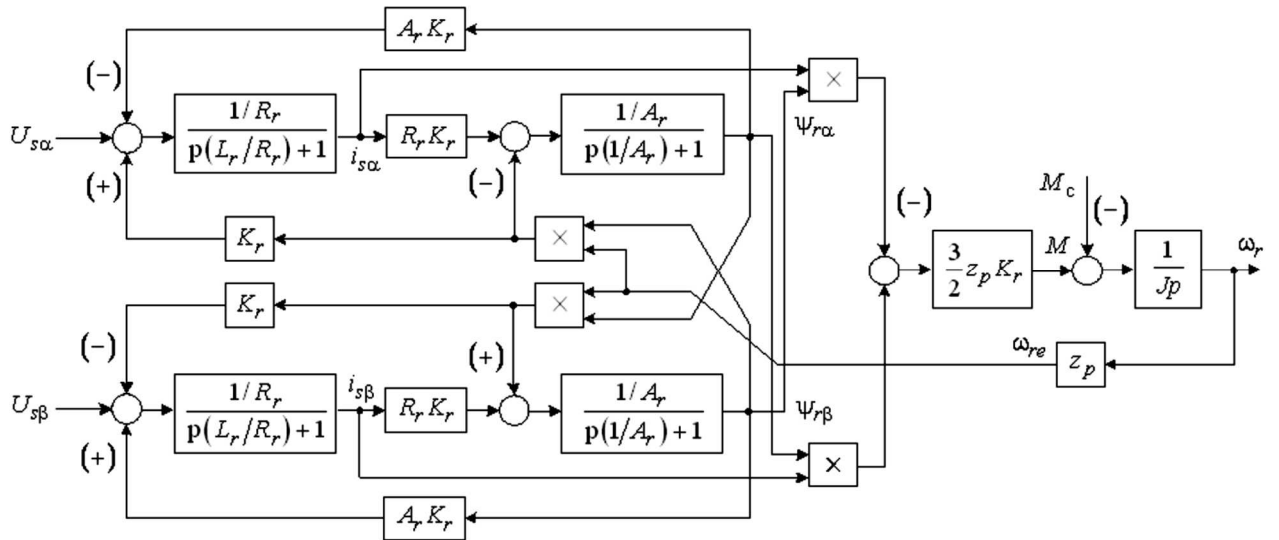 A_r K_r
(−)
U_sα
1/R_r
p(L_r/R_r)+1
i_sα
R_r K_r
1/A_r
p(1/A_r)+1
×
Ψ_rα
(+)
(−)
K_r
×
(−)
M_c
(−)
3/2 z_p K_r
M
1/Jp
ω_r
K_r
×
(−)
(+)
ω_re
z_p
U_sβ
1/R_r
p(L_r/R_r)+1
i_sβ
R_r K_r
1/A_r
p(1/A_r)+1
Ψ_rβ
(+)
×
A_r K_r